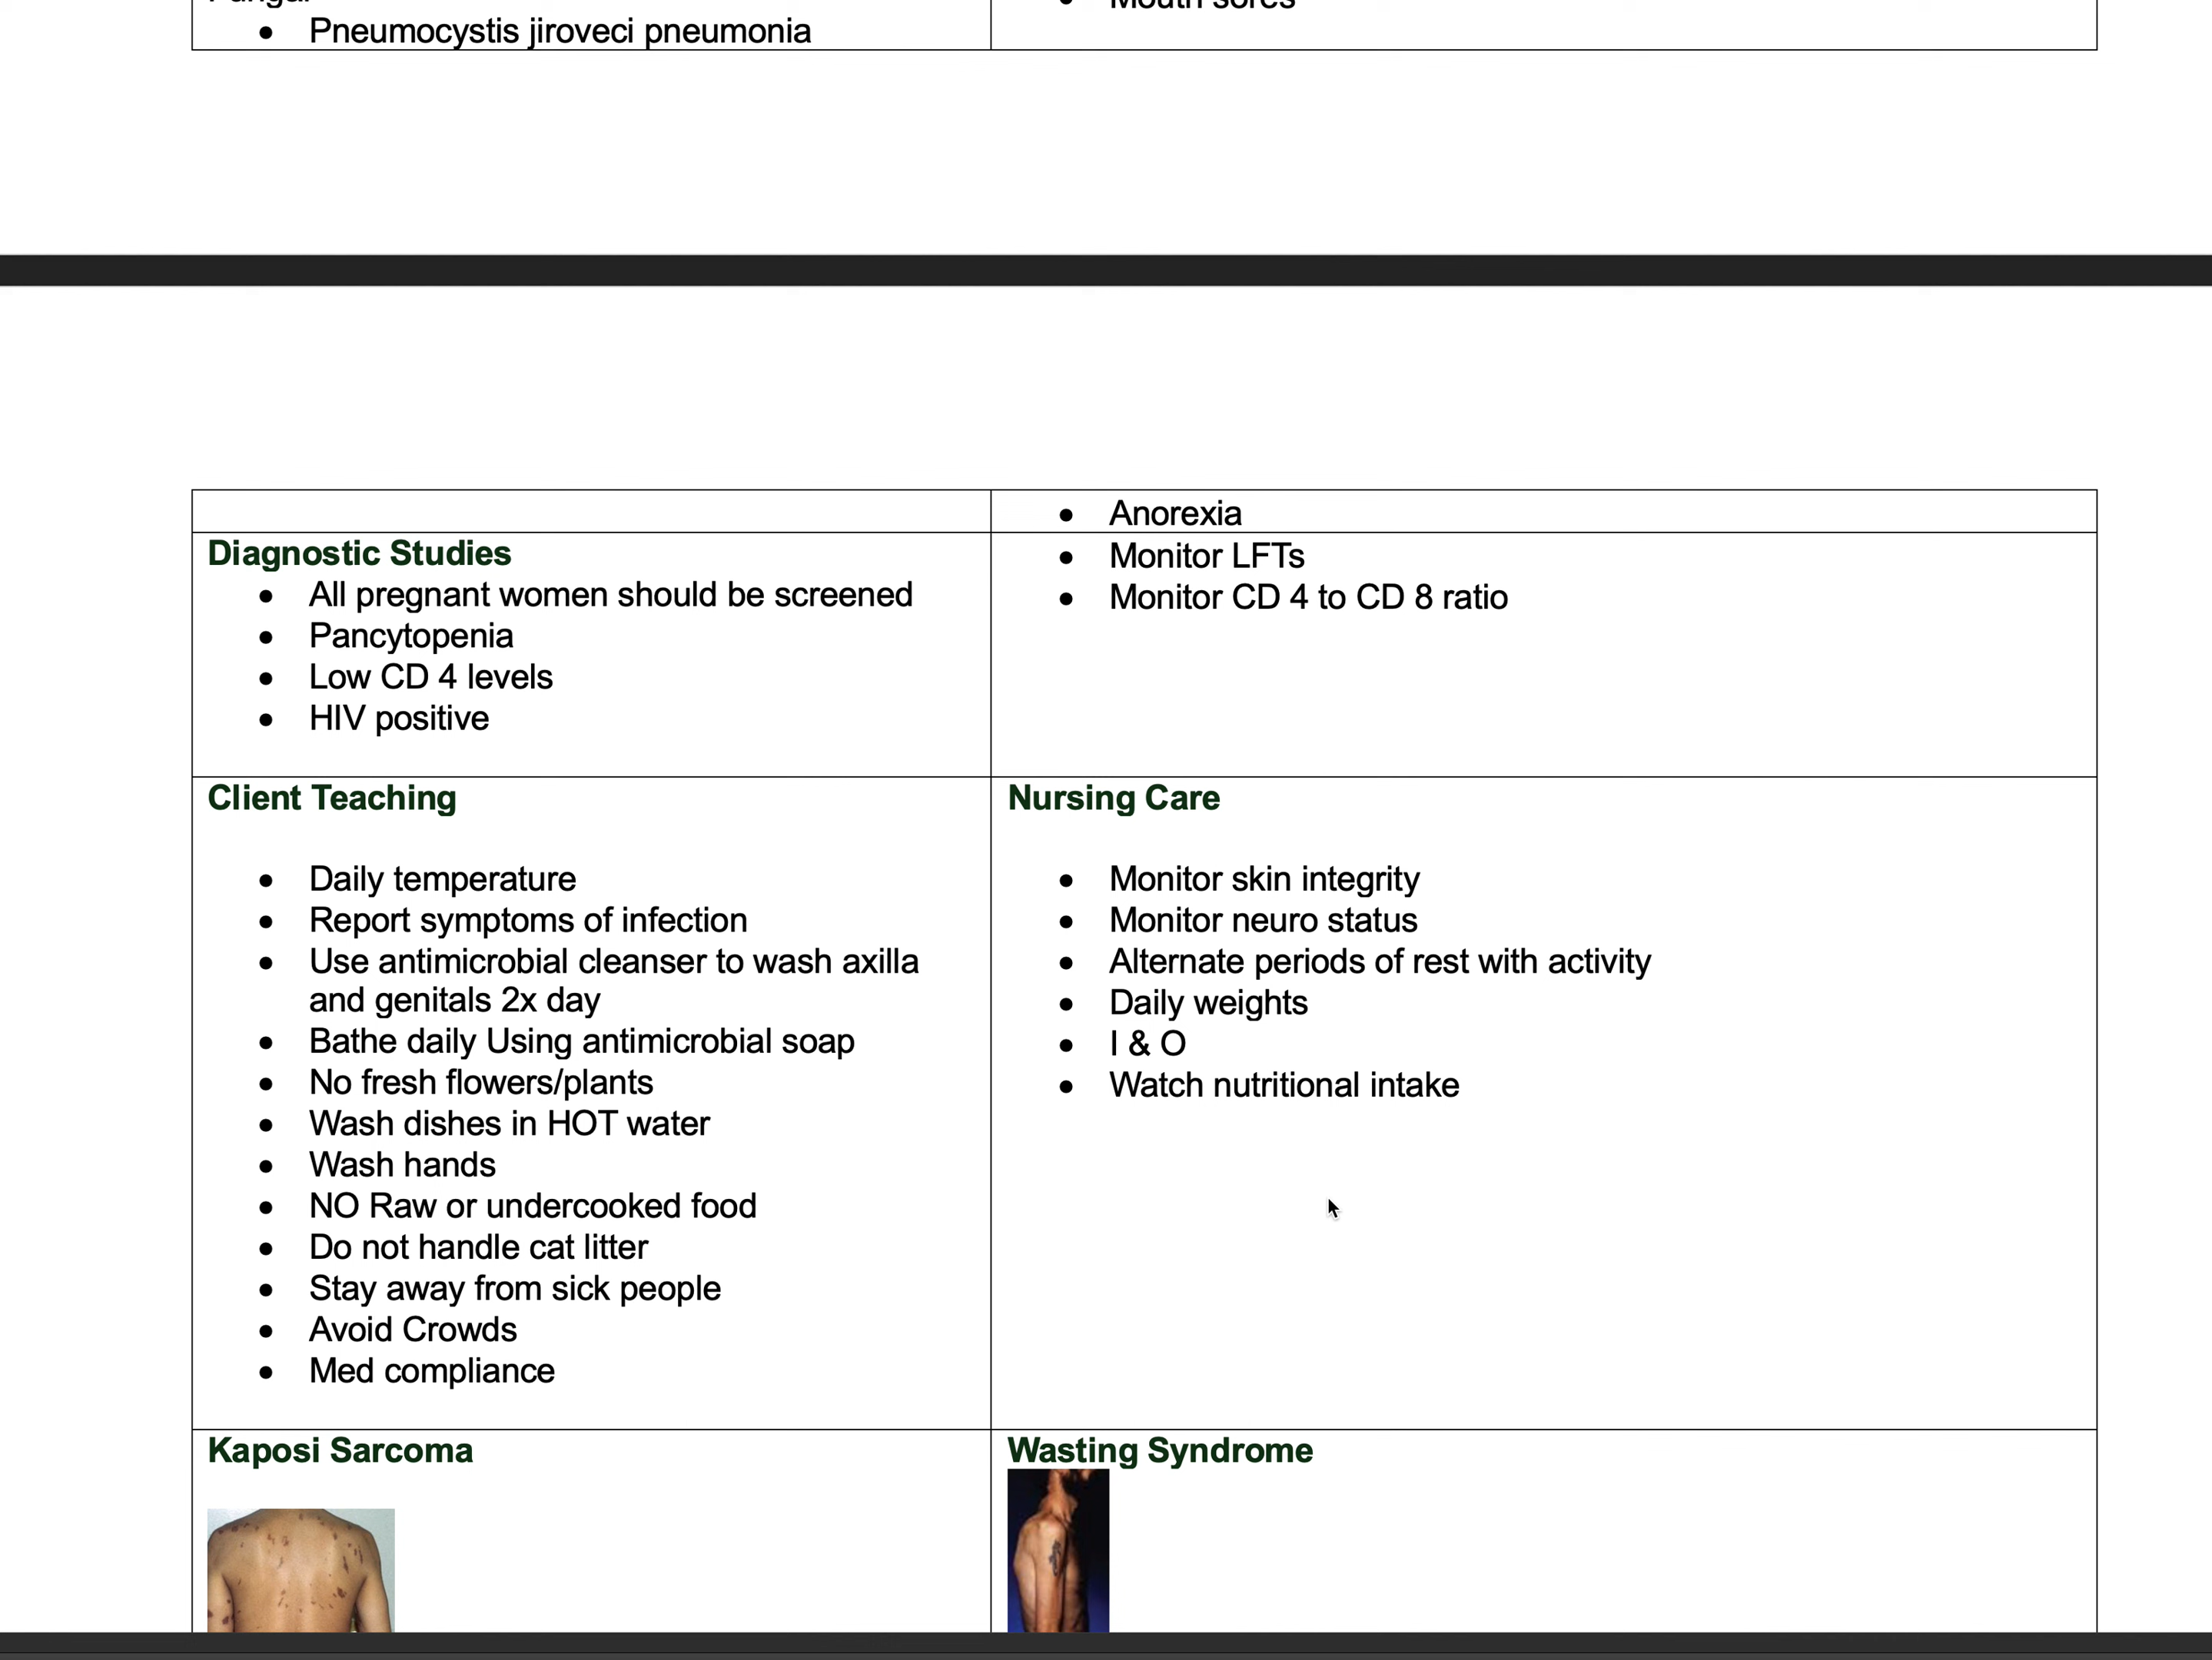 Fungal
Pneumocystis jiroveci pneumonia
Mouth sores
Anorexia
Diagnostic Studies
All pregnant women should be screened
Pancytopenia
Low CD 4 levels
HIV positive
Monitor LFTs
Monitor CD 4 to CD 8 ratio
Client Teaching
Daily temperature
Report symptoms of infection
Use antimicrobial cleanser to wash axilla
and genitals 2x day
Bathe daily Using antimicrobial soap
No fresh flowers/plants
Wash dishes in HOT water
Wash hands
NO Raw or undercooked food
Do not handle cat litter
Stay away from sick people
Avoid Crowds
Med compliance
Nursing Care
Monitor skin integrity
Monitor neuro status
Alternate periods of rest with activity
Daily weights
I & O
Watch nutritional intake
Kaposi Sarcoma
Wasting Syndrome